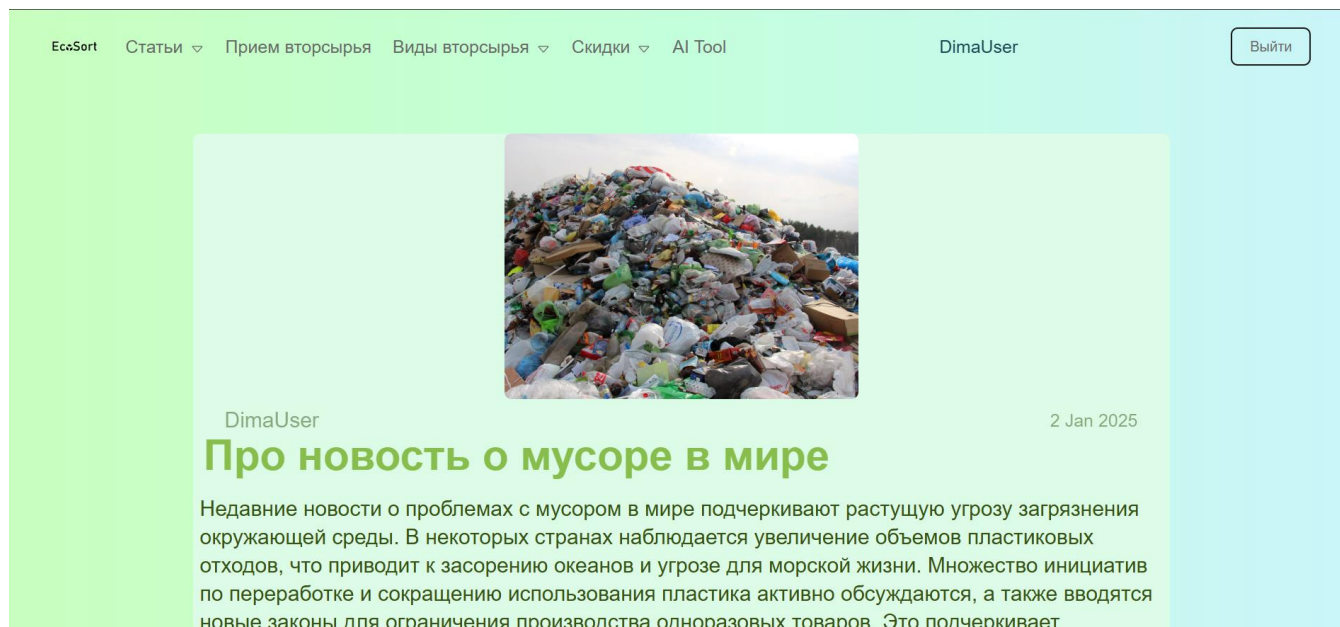 EcoSort Статьи Прием вторсырья Виды вторсырья Скидки AI Tool DimaUser Выйти
DimaUser 2 Jan 2025
Про новость о мусоре в мире
Недавние новости о проблемах с мусором в мире подчеркивают растущую угрозу загрязнения
окружающей среды. В некоторых странах наблюдается увеличение объемов пластиковых
отходов, что приводит к засорению океанов и угрозе для морской жизни. Множество инициатив
по переработке и сокращению использования пластика активно обсуждаются, а также вводятся
новые законы для ограничения производства одноразовых товаров. Это подчеркивает